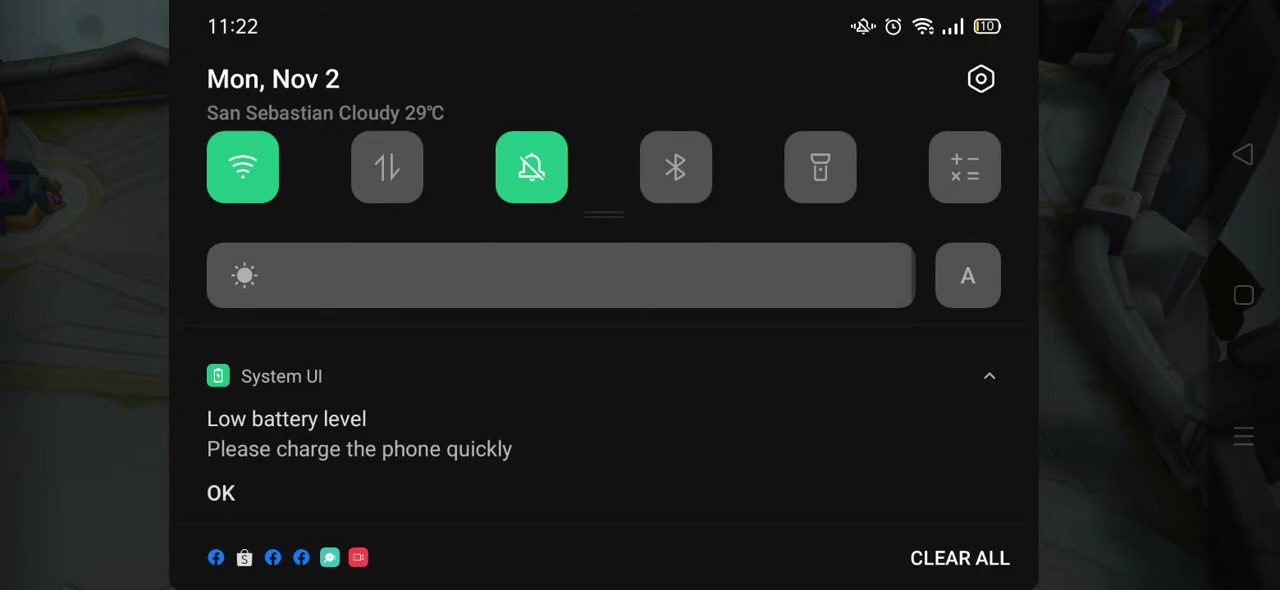 11:22
10
Mon, Nov 2
San Sebastian Cloudy 29℃
A
System UI
Low battery level
Please charge the phone quickly
OK
CLEAR ALL